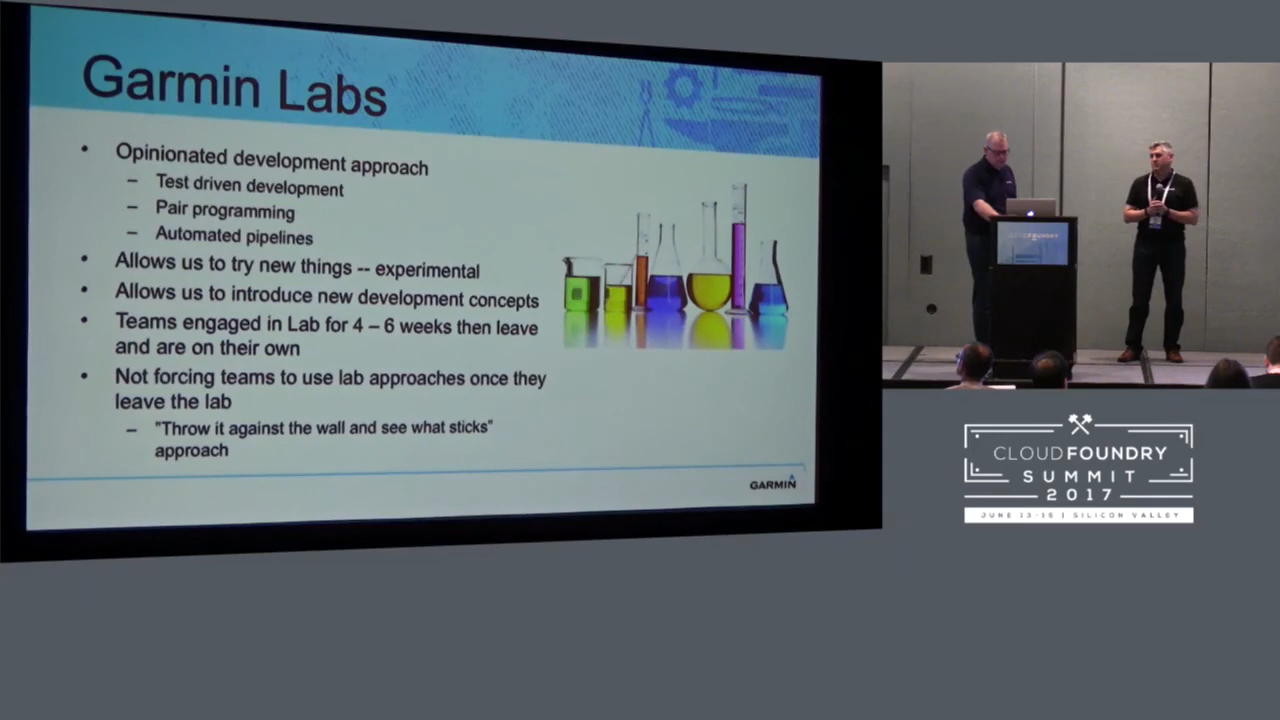 Garmin Labs
• Opinionated development approach
– Test driven development
– Pair programming
– Automated pipelines
• Allows us to try new things -- experimental
• Allows us to introduce new development concepts
• Teams engaged in Lab for 4 – 6 weeks then leave
and are on their own
• Not forcing teams to use lab approaches once they
leave the lab
– "Throw it against the wall and see what sticks"
approach
GARMIN
CLOUD FOUNDRY
CLOUDFOUNDRY
SUMMIT
2017
JUNE 13-15 | SILICON VALLEY